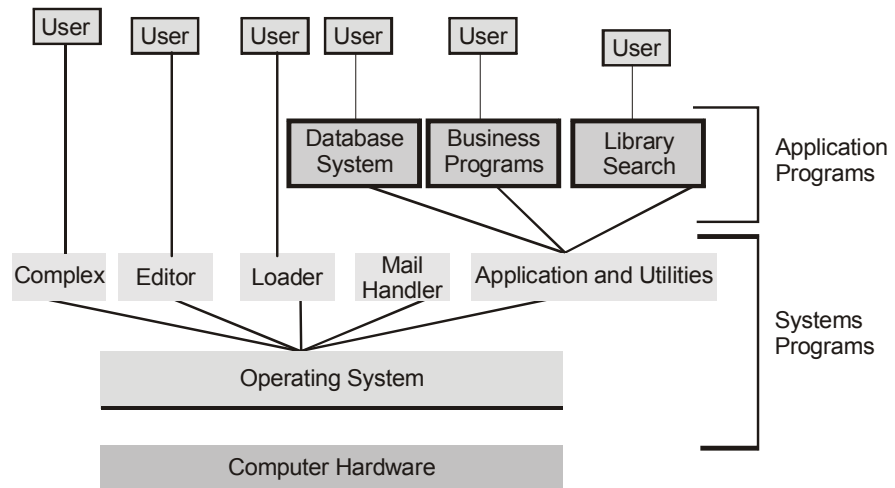 User
User
User
User
User
User
Database
System
Business
Programs
Library
Search
Application
Programs
Complex
Editor
Loader
Mail
Handler
Application and Utilities
Systems
Programs
Operating System
Computer Hardware